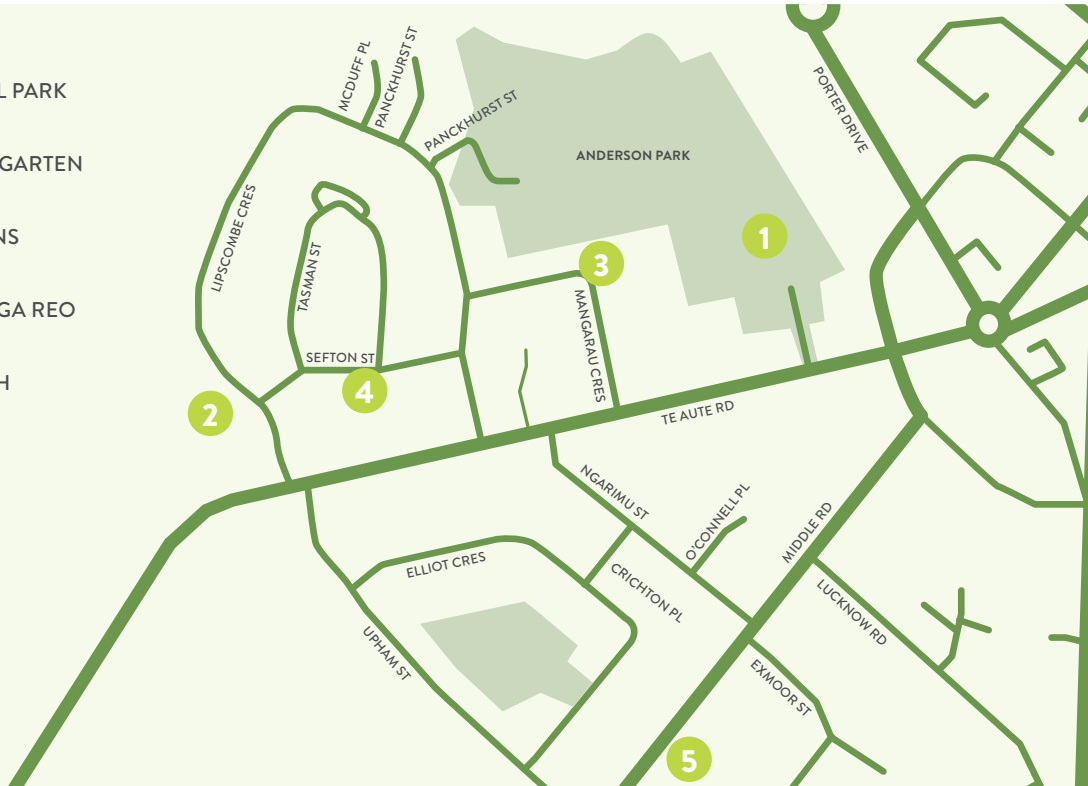 L PARK
GARTEN
NS
GA REO
H
MCDUFF PL
PANCKHURST ST
PANCKHURST ST
PORTER DRIVE
ANDERSON PARK
LIPSCOMBE CRES
TASMAN ST
1
3
MANGARAU CRES
SEFTON ST
4
2
TE AUTE RD
NGARIMU ST
O'CONNELL PL
MIDDLE RD
ELLIOT CRES
CRICHTON PL
LUCKNOW RD
UPHAM ST
EXMOOR ST
5